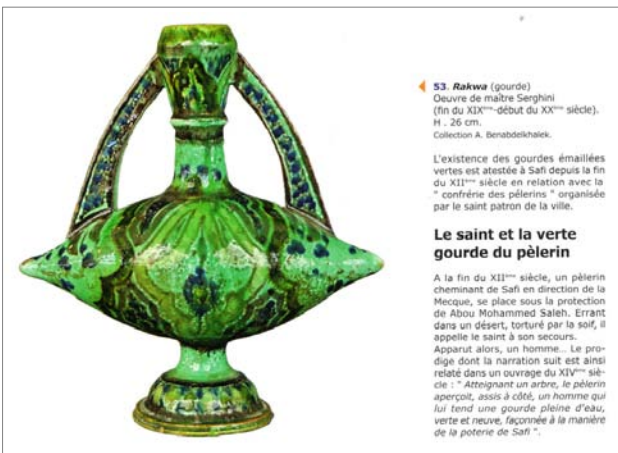 53. Rakwa (gourde)
Oeuvre de maître Serghini
(fin du XIXème-début du XXème siècle).
H . 26 cm.
Collection A. Benabdelkhalek.
L'existence des gourdes émaillées
vertes est atestée à Safi depuis la fin
du XIIème siècle en relation avec la
" confrérie des pélerins " organisée
par le saint patron de la ville.
Le saint et la verte
gourde du pèlerin
A la fin du XIIème siècle, un pèlerin
cheminant de Safi en direction de la
Mecque, se place sous la protection
de Abou Mohammed Saleh. Errant
dans un désert, torturé par la soif, il
appelle le saint à son secours.
Apparut alors, un homme... Le pro-
dige dont la narration suit est ainsi
relaté dans un ouvrage du XIVème siè-
cle : " Atteignant un arbre, le pèlerin
aperçoit, assis à côté, un homme qui
lui tend une gourde pleine d'eau,
verte et neuve, façonnée à la manière
de la poterie de Safi ".